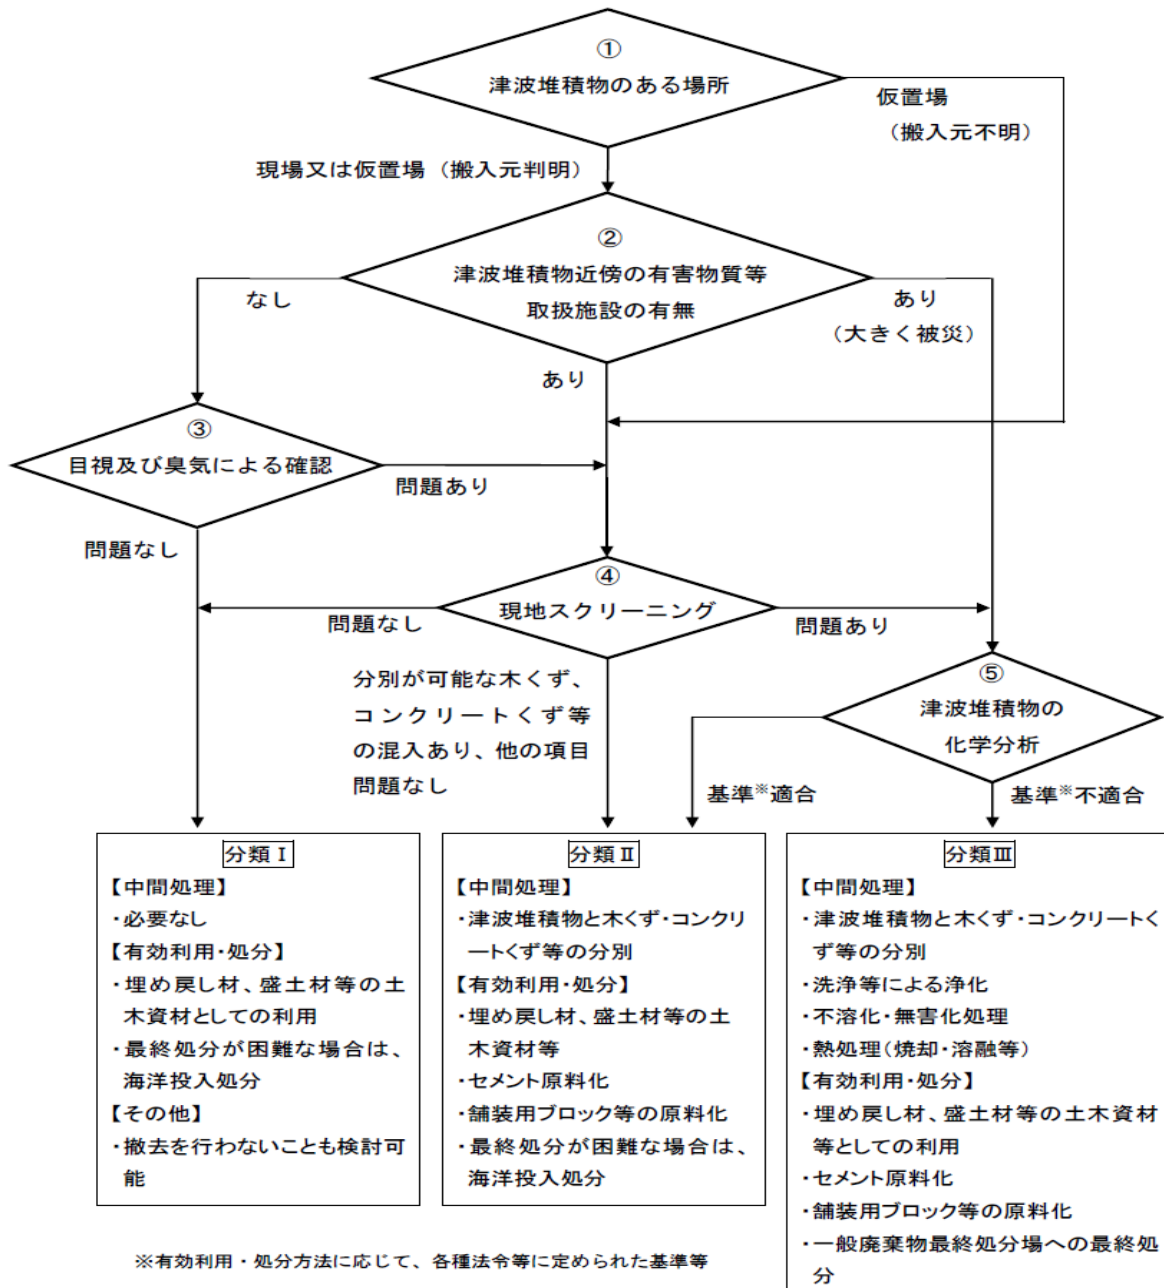 ①
津波堆積物のある場所
仮置場
（搬入元不明）
現場又は仮置場（搬入元判明）
②
津波堆積物近傍の有害物質等
取扱施設の有無
なし
あり
（大きく被災）
あり
③
目視及び臭気による確認
問題あり
問題なし
④
現地スクリーニング
問題なし
問題あり
分別が可能な木くず、
コンクリートくず等
の混入あり、他の項目
問題なし
⑤
津波堆積物の
化学分析
基準※適合
基準※不適合
分類Ⅰ
【中間処理】
・必要なし
【有効利用・処分】
・埋め戻し材、盛土材等の土
木資材としての利用
・最終処分が困難な場合は、
海洋投入処分
【その他】
・撤去を行わないことも検討可
能
分類Ⅱ
【中間処理】
・津波堆積物と木くず・コンクリ
ートくず等の分別
【有効利用・処分】
・埋め戻し材、盛土材等の土
木資材等
・セメント原料化
・舗装用ブロック等の原料化
・最終処分が困難な場合は、
海洋投入処分
分類Ⅲ
【中間処理】
・津波堆積物と木くず・コンクリートく
ず等の分別
・洗浄等による浄化
・不溶化・無害化処理
・熱処理（焼却・溶融等）
【有効利用・処分】
・埋め戻し材、盛土材等の土木資材
等としての利用
・セメント原料化
・舗装用ブロック等の原料化
・一般廃棄物最終処分場への最終処
分
※有効利用・処分方法に応じて、各種法令等に定められた基準等